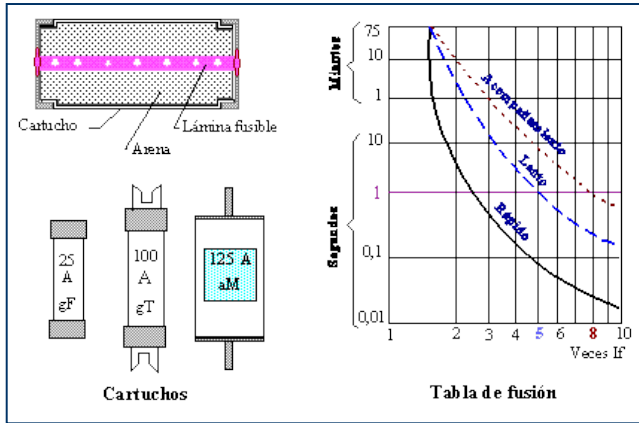 Cartucho
Arena
Lámina fusible
25
A
gF
100
A
gT
125 A
aM
Cartuchos
Minutos
Segundos
75
10
1
10
1
0,1
0,01
Acompañamiento
Lento
Rápido
1 2 3 4 5 6 8 10
Veces If
Tabla de fusión